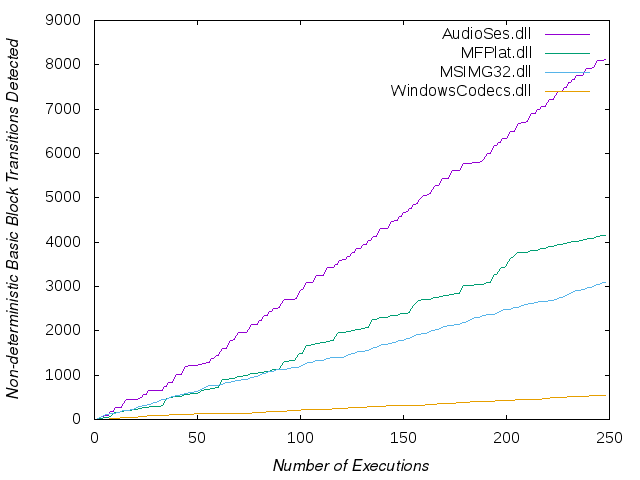 Non-deterministic Basic Block Transitions Detected
9000
8000
7000
6000
5000
4000
3000
2000
1000
0
AudioSes.dll
MFPlat.dll
MSIMG32.dll
WindowsCodecs.dll
0 50 100 150 200 250
Number of Executions